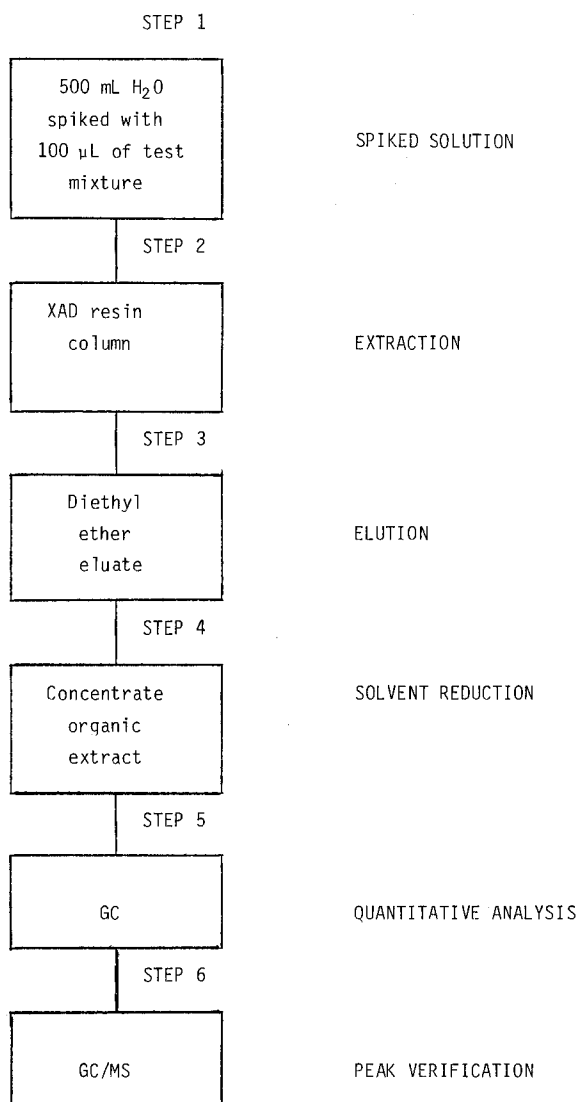 STEP 1
500 mL H₂O
spiked with
100 µL of test
mixture
SPIKED SOLUTION
STEP 2
XAD resin
column
EXTRACTION
STEP 3
Diethyl
ether
eluate
ELUTION
STEP 4
Concentrate
organic
extract
SOLVENT REDUCTION
STEP 5
GC
QUANTITATIVE ANALYSIS
STEP 6
GC/MS
PEAK VERIFICATION